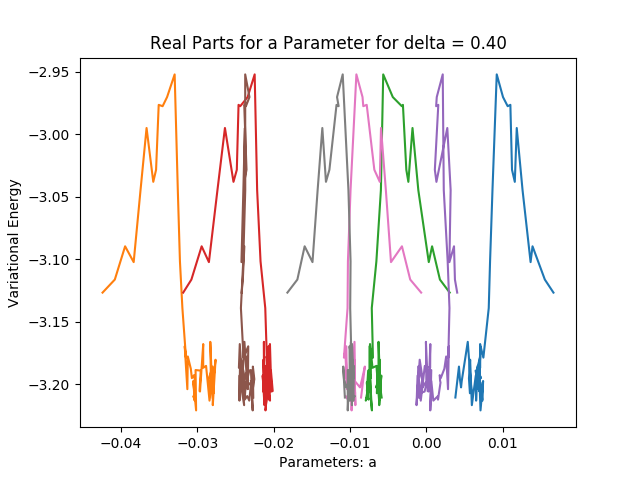 Real Parts for a Parameter for delta = 0.40
−2.95
−3.00
−3.05
−3.10
−3.15
−3.20
Variational Energy
−0.04 −0.03 −0.02 −0.01 0.00 0.01
Parameters: a